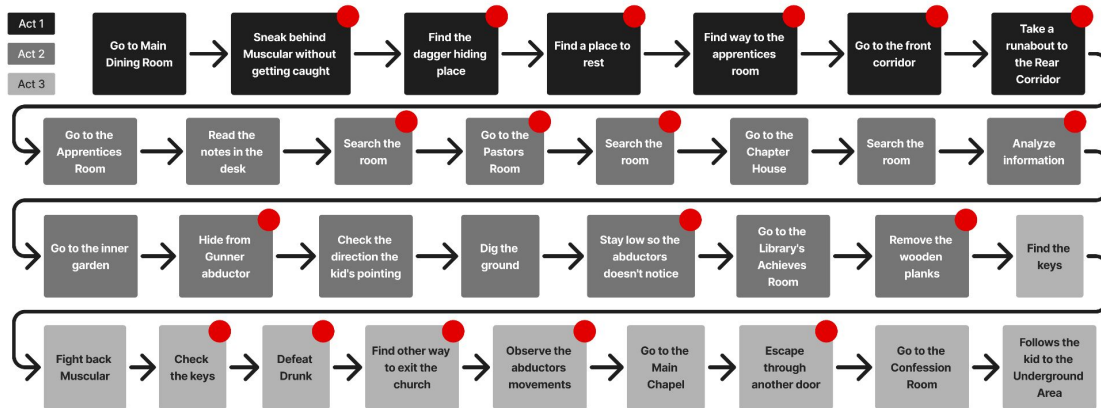 Act 1
Act 2
Act 3
Go to Main
Dining Room
Sneak behind
Muscular without
getting caught
Find the
dagger hiding
place
Find a place to
rest
Find way to the
apprentices
room
Go to the front
corridor
Take a
runabout to
the Rear
Corridor
Go to the
Apprentices
Room
Read the
notes in the
desk
Search the
room
Go to the
Pastors
Room
Search the
room
Go to the
Chapter
House
Search the
room
Analyze
information
Go to the inner
garden
Hide from
Gunner
abductor
Check the
direction the
kid's pointing
Dig the
ground
Stay low so the
abductors
doesn't notice
Go to the
Library's
Achieves
Room
Remove the
wooden
planks
Find the
keys
Fight back
Muscular
Check
the keys
Defeat
Drunk
Find other way
to exit the
church
Observe the
abductors
movements
Go to the
Main
Chapel
Escape
through
another door
Go to the
Confession
Room
Follows the
kid to the
Underground
Area